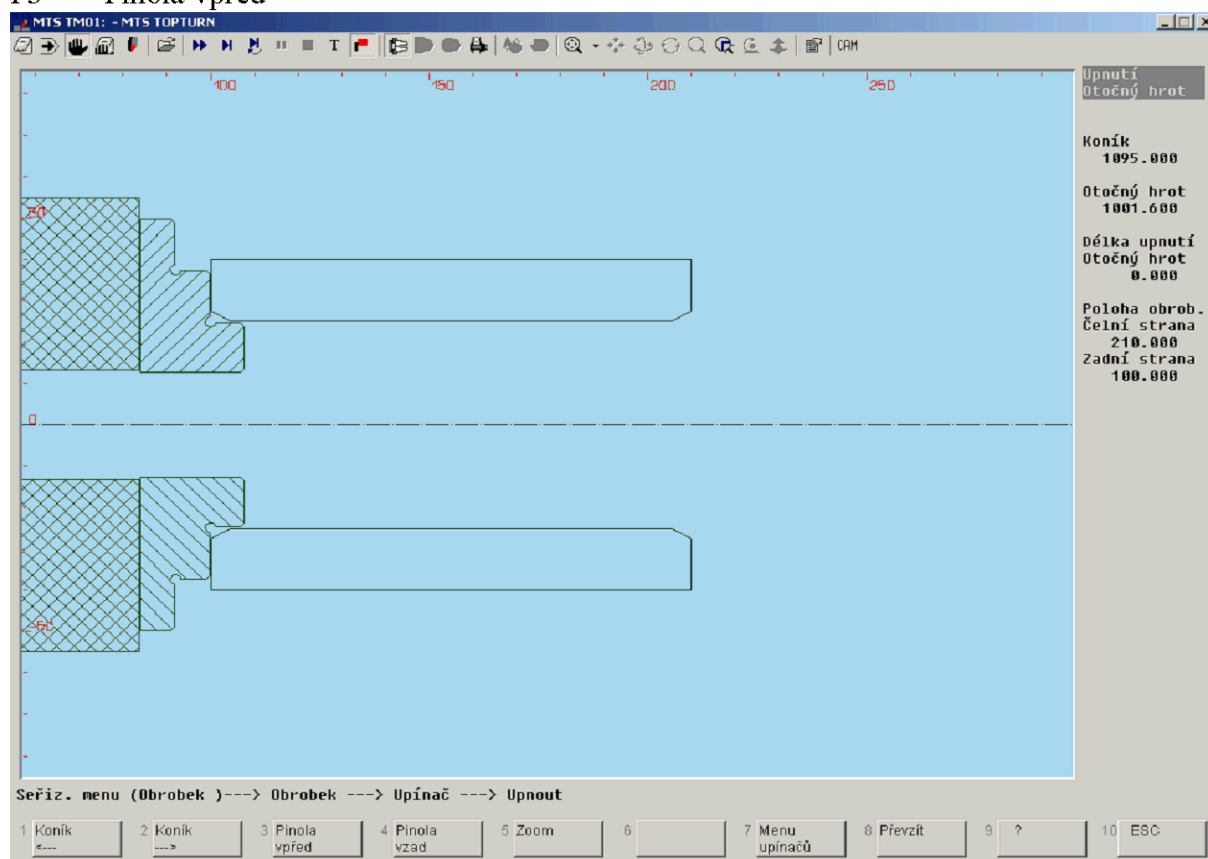 MTS TM01: - MTS TOPTURN
T
CAM
100
150
200
250
0
Upnutí
Otočný hrot
Koník
1095.000
Otočný hrot
1001.600
Délka upnutí
Otočný hrot
0.000
Poloha obrob.
Čelní strana
210.000
Zadní strana
100.000
Seřiz. menu (Obrobek )---> Obrobek ---> Upínač ---> Upnout
1 Koník
<---
2 Koník
--->
3 Pinola
vpřed
4 Pinola
vzad
5 Zoom
6
7 Menu
upínačů
8 Převzít
9 ?
10 ESC